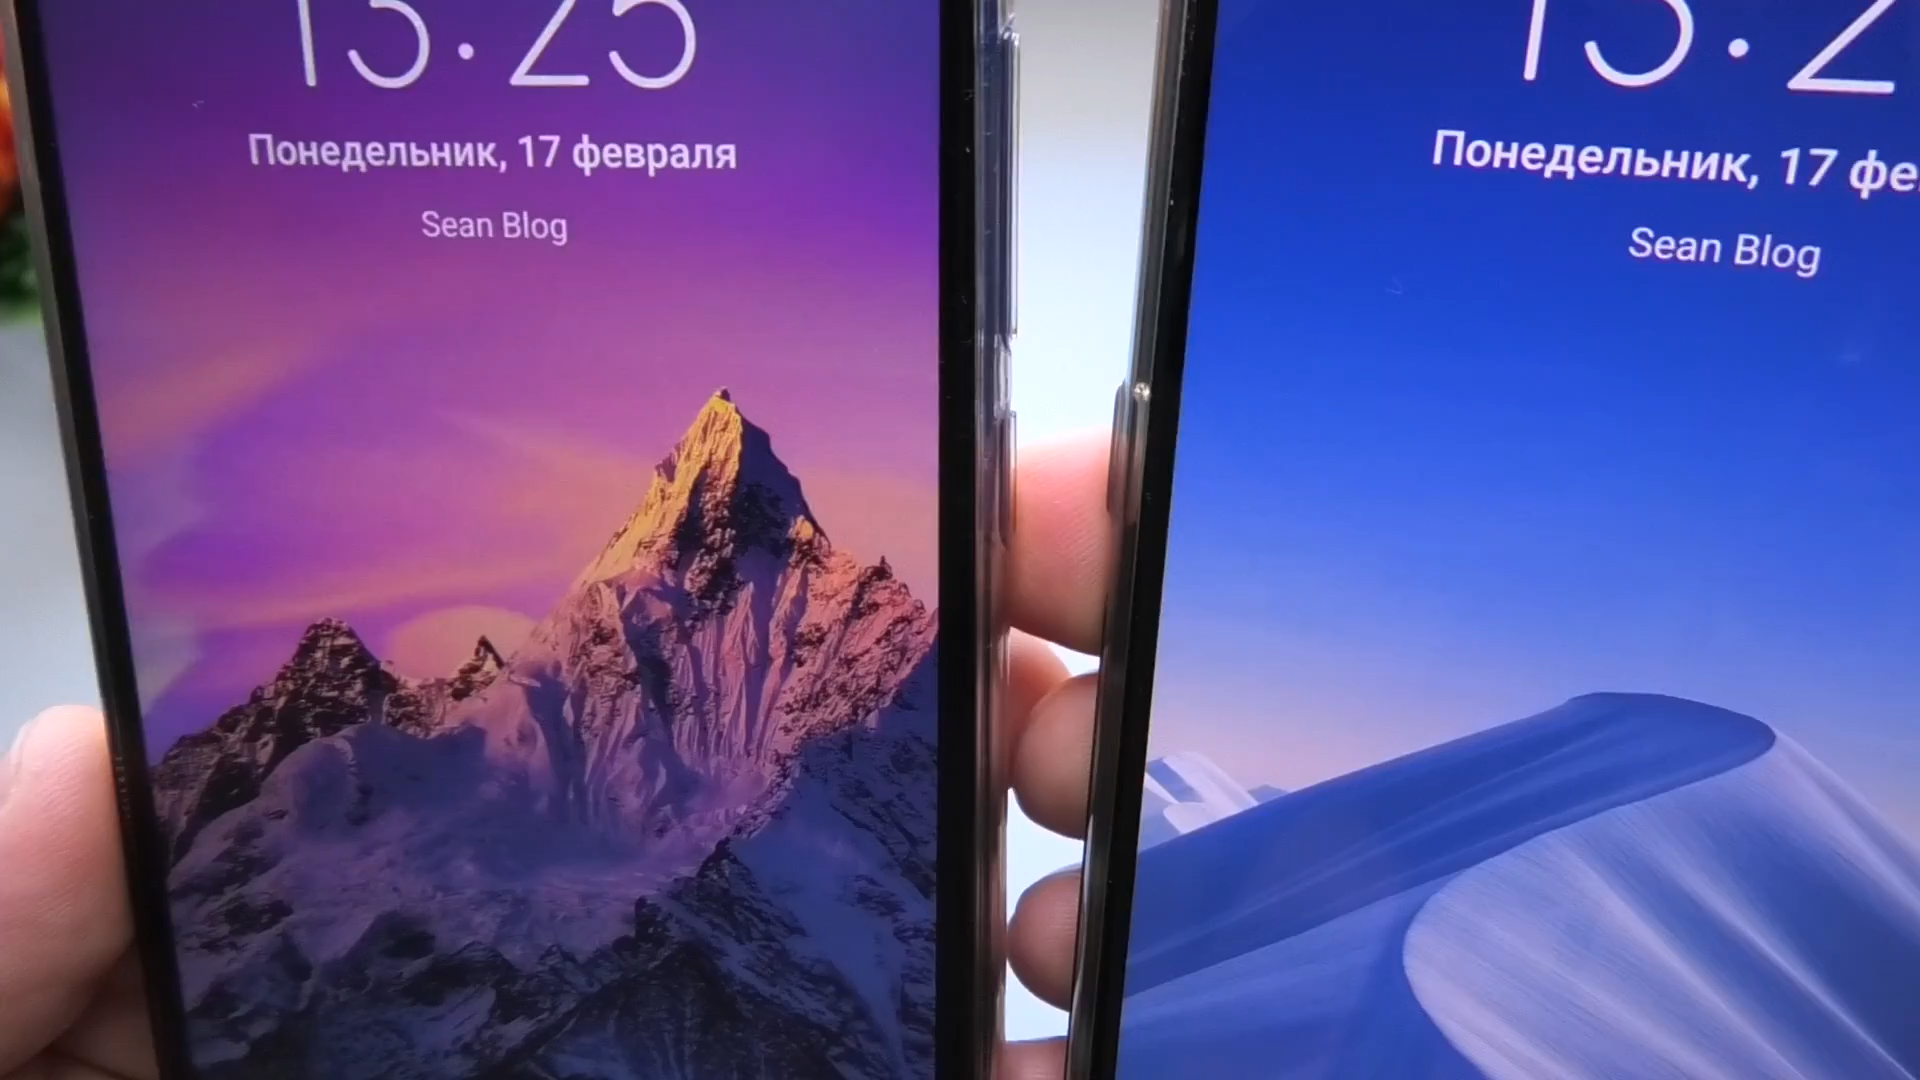 13:25
Понедельник, 17 февраля
Sean Blog
Понедельник, 17
Sean Blog